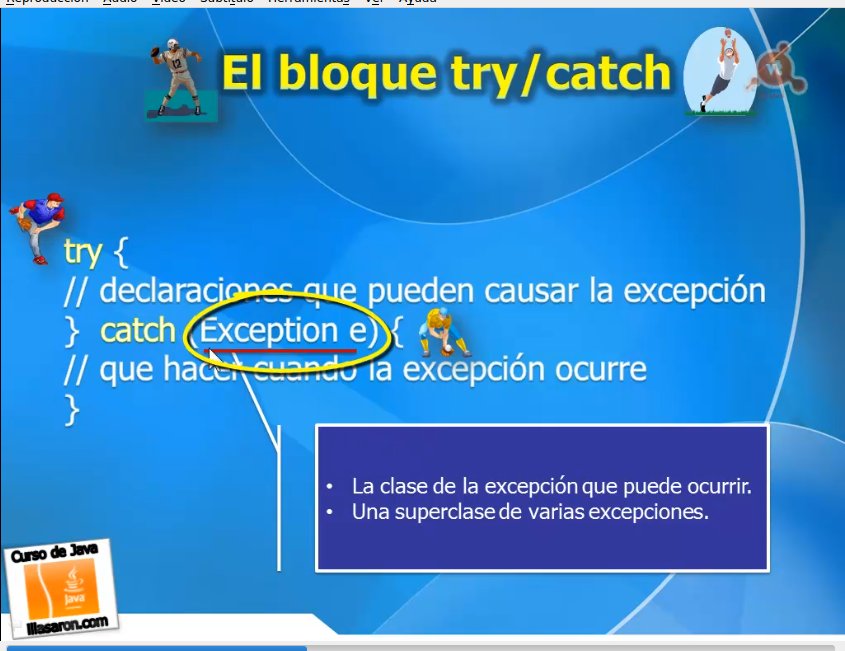 Reproducción Audio Video Subtítulo Herramientas Ver Ayuda
El bloque try/catch
12
try {
// declaraciones que pueden causar la excepción
} catch (Exception e) {
// que hacer cuando la excepción ocurre
}
• La clase de la excepción que puede ocurrir.
• Una superclase de varias excepciones.
Curso de Java
Java
illasaron.com